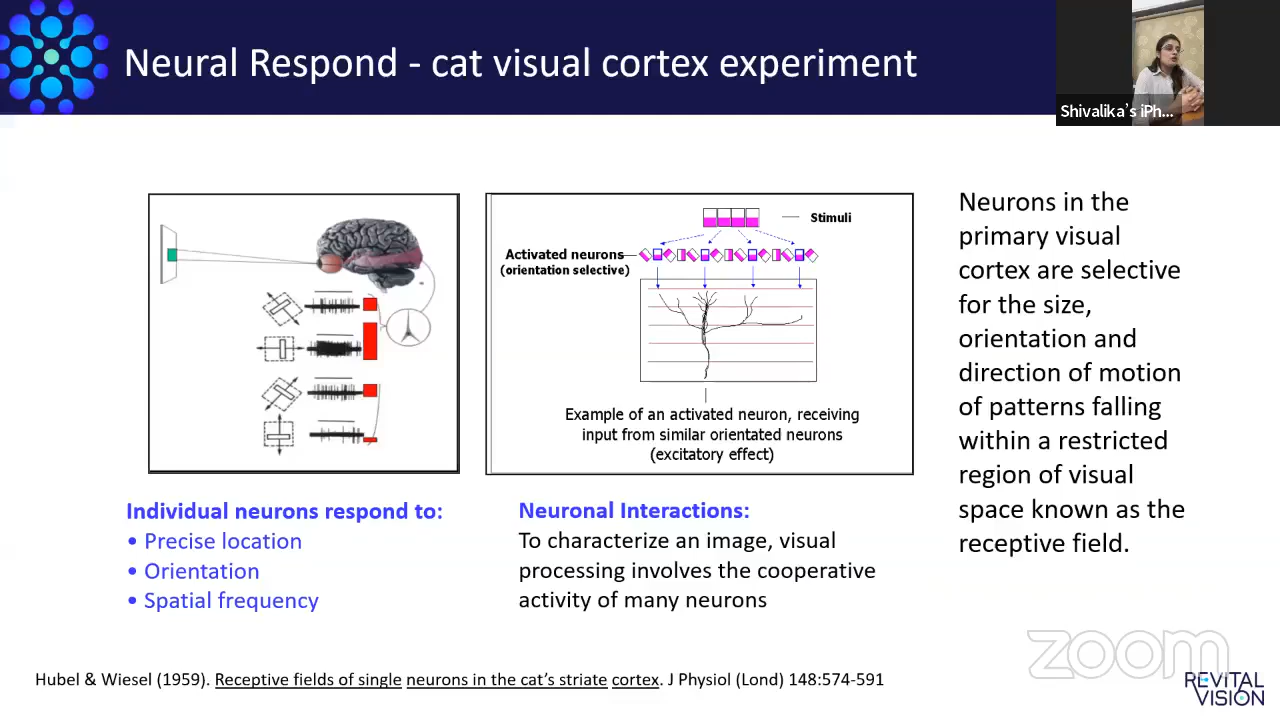 Neural Respond - cat visual cortex experiment
Shivalika's iPh...
Stimuli
Activated neurons
(orientation selective)
Example of an activated neuron, receiving
input from similar orientated neurons
(excitatory effect)
Neurons in the
primary visual
cortex are selective
for the size,
orientation and
direction of motion
of patterns falling
within a restricted
region of visual
space known as the
receptive field.
Individual neurons respond to:
• Precise location
• Orientation
• Spatial frequency
Neuronal Interactions:
To characterize an image, visual
processing involves the cooperative
activity of many neurons
zoom
Hubel & Wiesel (1959). Receptive fields of single neurons in the cat's striate cortex. J Physiol (Lond) 148:574-591
REVITAL
VISION